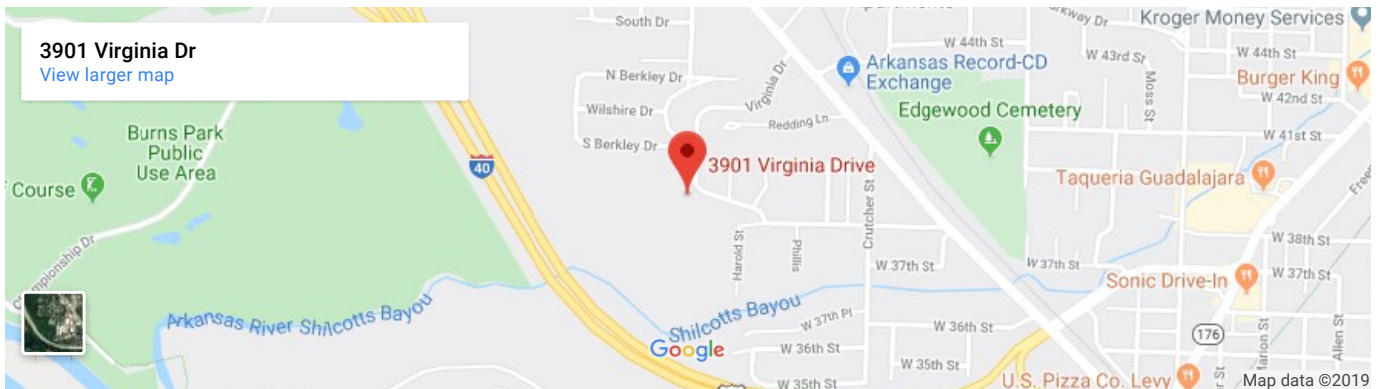 3901 Virginia Dr
View larger map
South Dr
W 44th St
Kroger Money Services
W 43rd St
W 44th St
N Berkley Dr
Virginia Dr
Arkansas Record-CD
Exchange
Moss St
Burger King
W 42nd St
Wilshire Dr
Redding Ln
Edgewood Cemetery
Burns Park
Public
Use Area
S Berkley Dr
W 41st St
40
3901 Virginia Drive
Course
Taqueria Guadalajara
Championship Dr
Crutcher St
Harold St
Phillis
W 38th St
W 37th St
W 37th St
W 37th St
Sonic Drive-In
Arkansas River Shilcotts Bayou
Shilcotts Bayou
W 37th Pl
W 36th St
176
Allen St
Google
W 36th St
W 35th St
W 35th St
U.S. Pizza Co. Levy
Map data ©2019